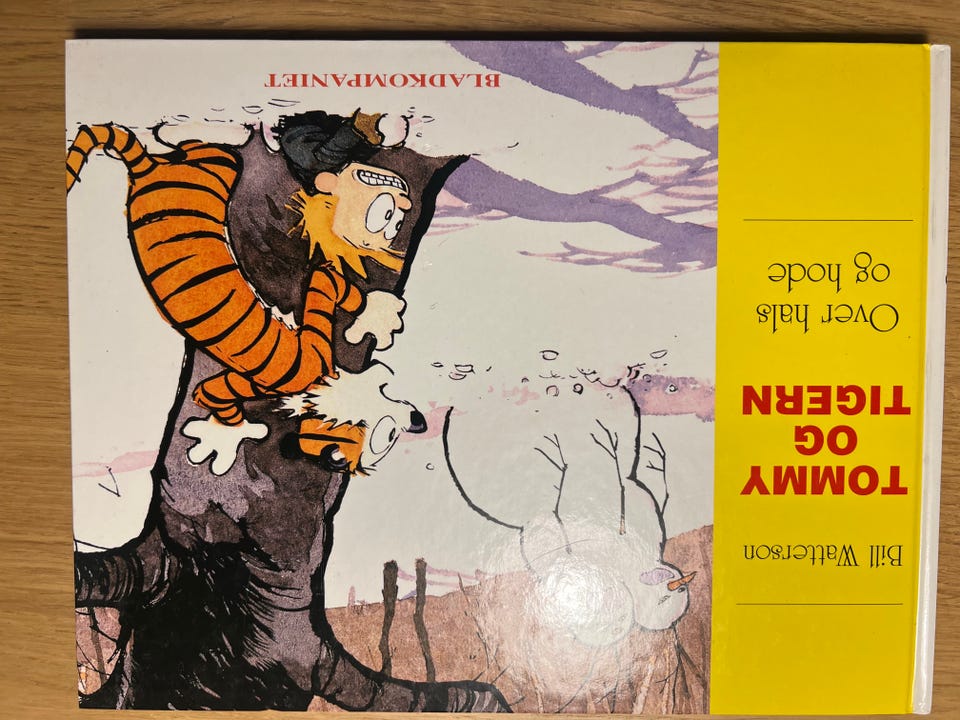 Bill Watterson
TOMMY
OG
TIGERN
Over hals
og hode
BLADKOMPANIET